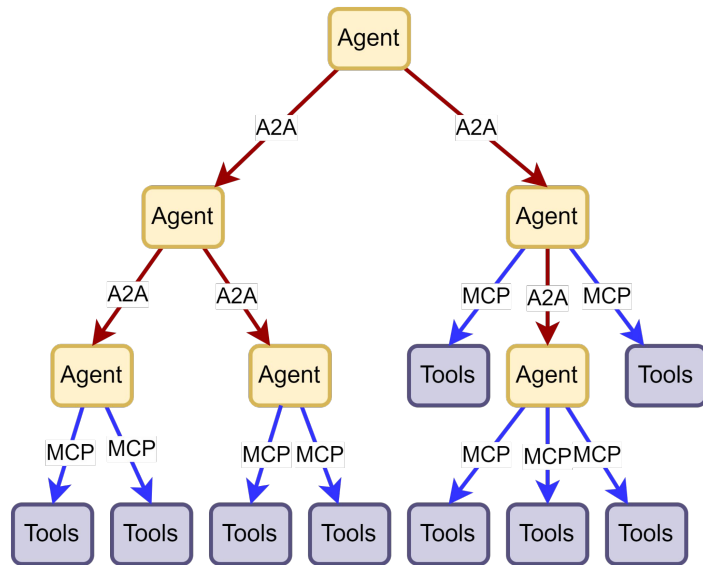 Agent
A2A A2A
Agent Agent
A2A A2A MCP A2A MCP
Agent Agent Tools Agent Tools
MCP MCP MCP MCP MCP MCP MCP
Tools Tools Tools Tools Tools Tools Tools